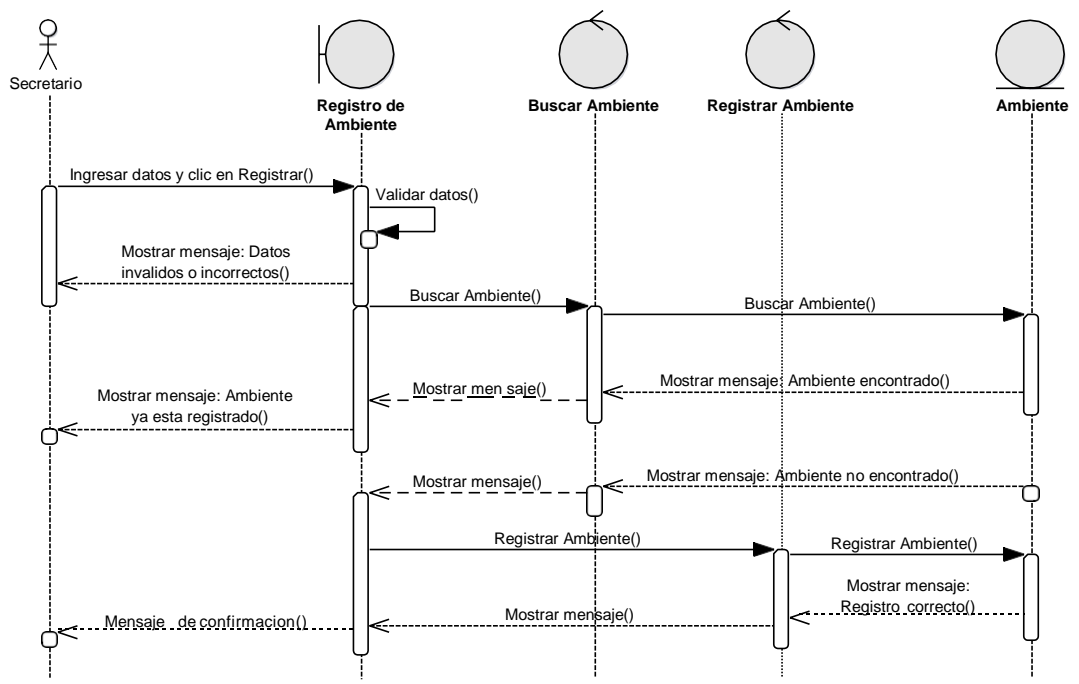 Secretario
Registro de
Ambiente
Buscar Ambiente
Registrar Ambiente
Ambiente
Ingresar datos y clic en Registrar()
Validar datos()
Mostrar mensaje: Datos
invalidos o incorrectos()
Buscar Ambiente()
Buscar Ambiente()
Mostrar mensaje: Ambiente encontrado()
Mostrar men saje()
Mostrar mensaje: Ambiente
ya esta registrado()
Mostrar mensaje: Ambiente no encontrado()
Mostrar mensaje()
Registrar Ambiente()
Registrar Ambiente()
Mostrar mensaje:
Registro correcto()
Mostrar mensaje()
Mensaje de confirmacion()